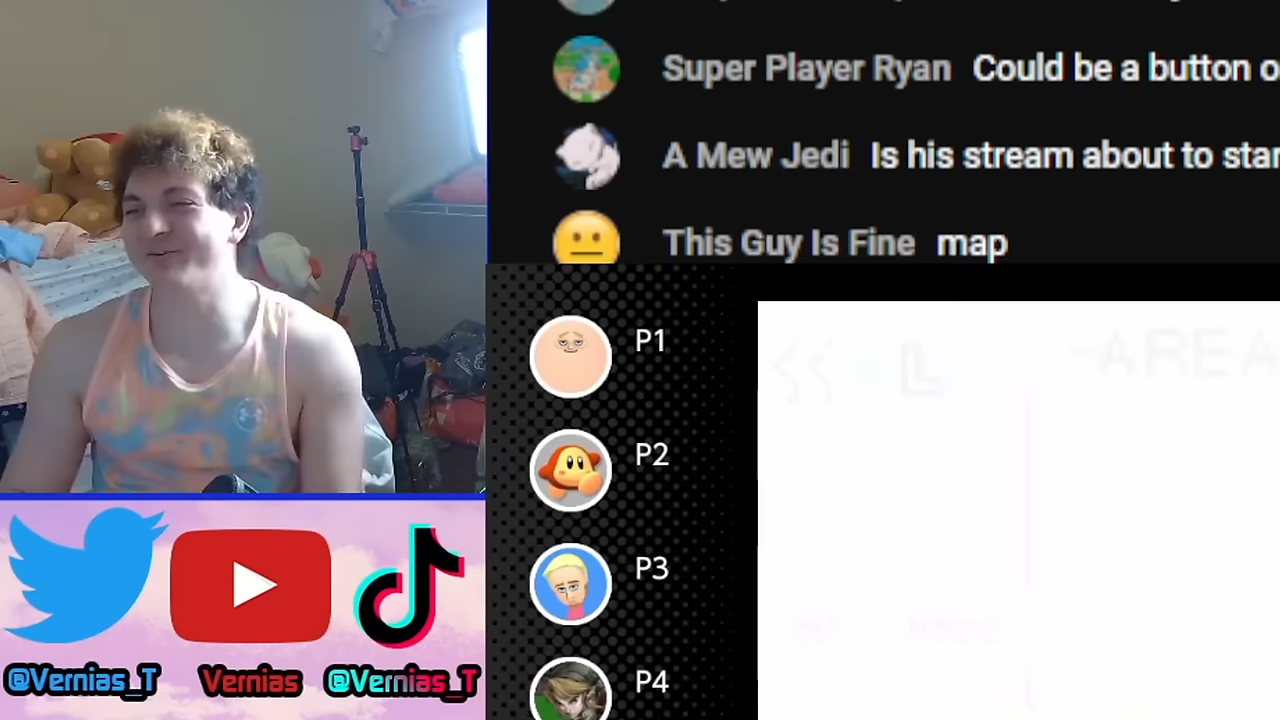 Super Player Ryan Could be a button o
A Mew Jedi Is his stream about to star
This Guy Is Fine map
P1
P2
P3
P4
-AREA
@Vernias_T
Vernias
@Vernias_T